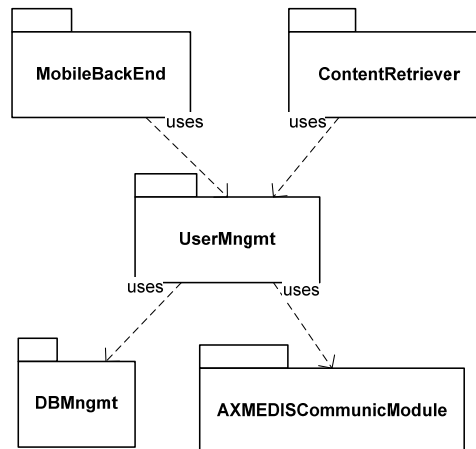 MobileBackEnd
ContentRetriever
uses
uses
UserMngmt
uses
uses
DBMngmt
AXMEDISCommunicModule